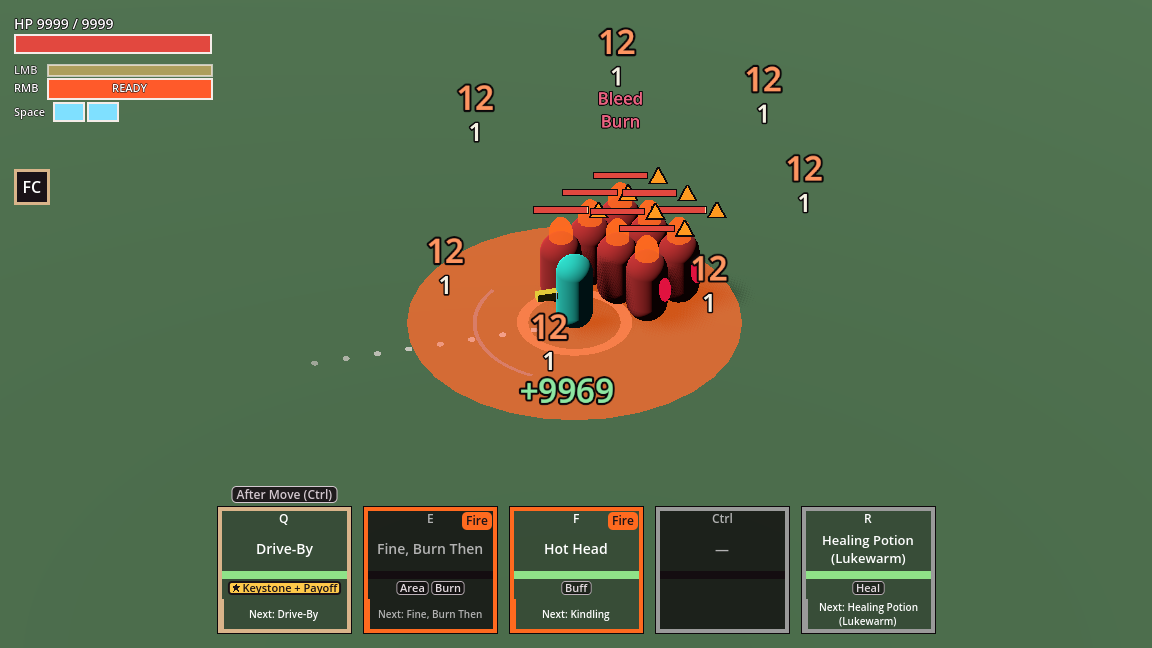 HP 9999 / 9999
LMB
RMB READY
Space
FC
12
1
Bleed
Burn
12
1
12
1
12
1
12
1
12
1
12
1
+9969
After Move (Ctrl)
Q
Drive-By
★ Keystone + Payoff
Next: Drive-By
E
Fire
Fine, Burn Then
Area Burn
Next: Fine, Burn Then
F
Fire
Hot Head
Buff
Next: Kindling
Ctrl
—
R
Healing Potion
(Lukewarm)
Heal
Next: Healing Potion
(Lukewarm)